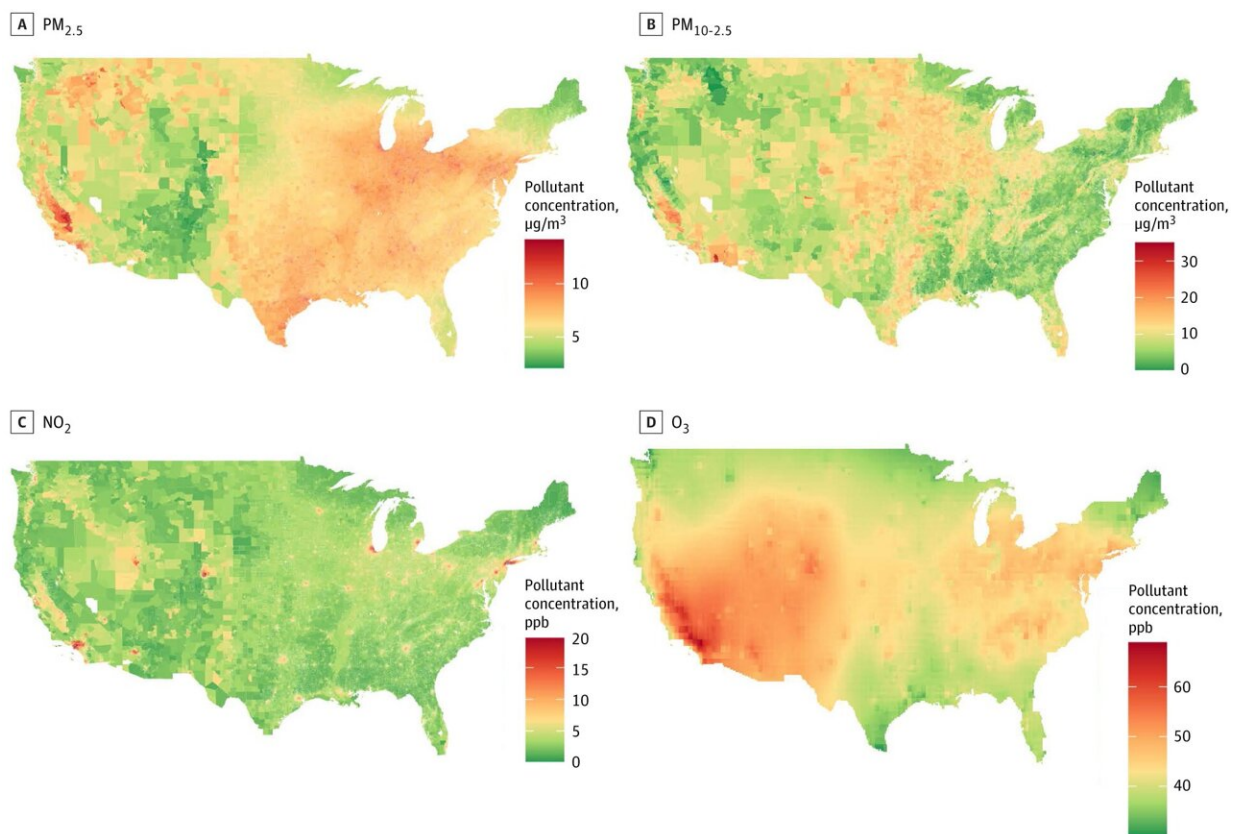 A PM2.5
Pollutant
concentration,
μg/m3
10
5
B PM10-2.5
Pollutant
concentration,
μg/m3
30
20
10
0
C NO2
Pollutant
concentration,
ppb
20
15
10
5
0
D O3
Pollutant
concentration,
ppb
60
50
40